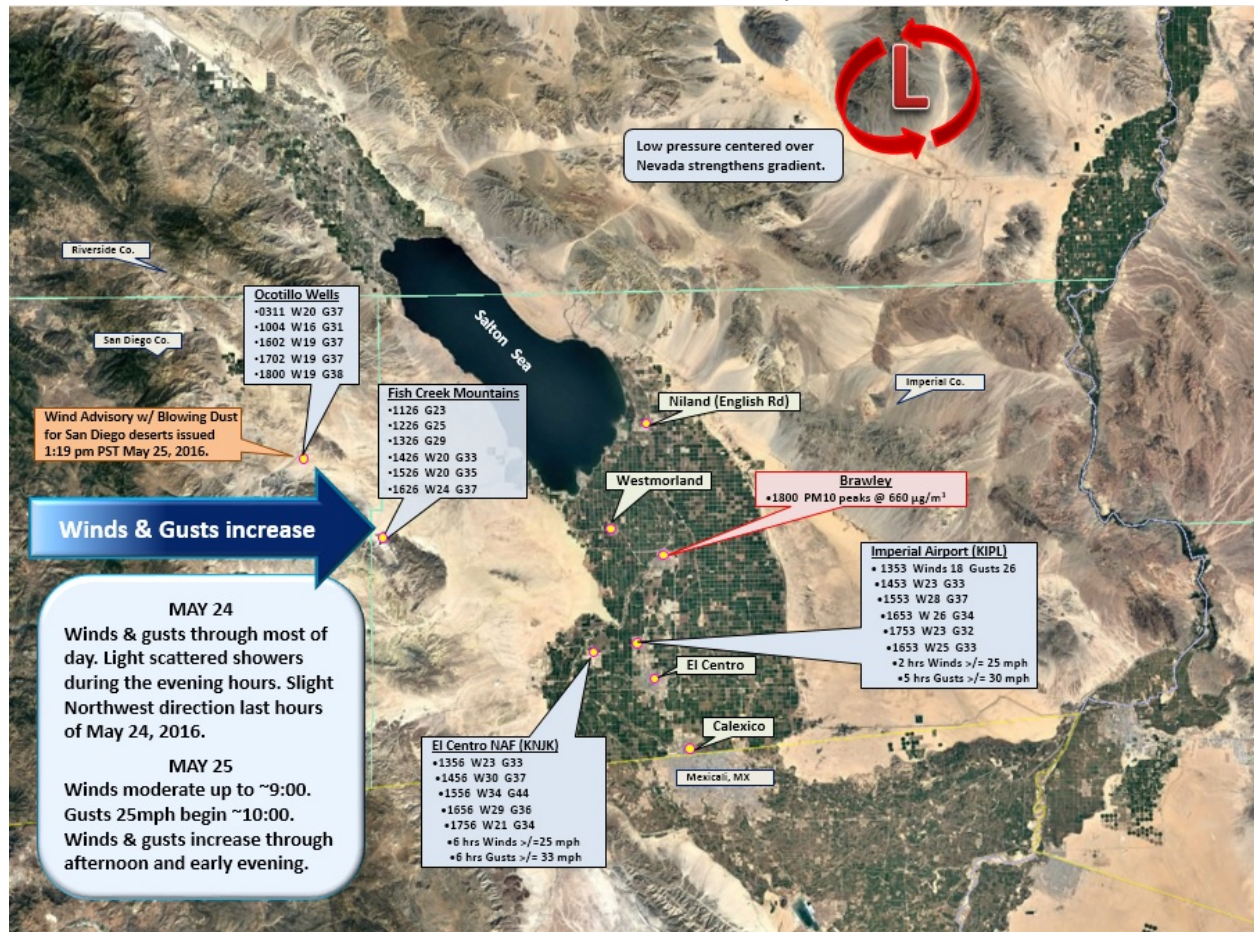 L
Low pressure centered over
Nevada strengthens gradient.
Riverside Co.
San Diego Co.
Ocotillo Wells
•0311 W20 G37
•1004 W16 G31
•1602 W19 G37
•1702 W19 G37
•1800 W19 G38
Salton Sea
Imperial Co.
Fish Creek Mountains
•1126 G23
•1226 G25
•1326 G29
•1426 W20 G33
•1526 W20 G35
•1626 W24 G37
Niland (English Rd)
Wind Advisory w/ Blowing Dust
for San Diego deserts issued
1:19 pm PST May 25, 2016.
Westmorland
Brawley
•1800 PM10 peaks @ 660 µg/m³
Winds & Gusts increase
Imperial Airport (KIPL)
• 1353 Winds 18 Gusts 26
•1453 W23 G33
•1553 W28 G37
•1653 W 26 G34
•1753 W23 G32
•1653 W25 G33
•2 hrs Winds >/= 25 mph
•5 hrs Gusts >/= 30 mph
MAY 24
Winds & gusts through most of
day. Light scattered showers
during the evening hours. Slight
Northwest direction last hours
of May 24, 2016.
MAY 25
Winds moderate up to ~9:00.
Gusts 25mph begin ~10:00.
Winds & gusts increase through
afternoon and early evening.
El Centro
Calexico
Mexicali, MX
El Centro NAF (KNJK)
•1356 W23 G33
•1456 W30 G37
•1556 W34 G44
•1656 W29 G36
•1756 W21 G34
•6 hrs Winds >/=25 mph
•6 hrs Gusts >/= 33 mph